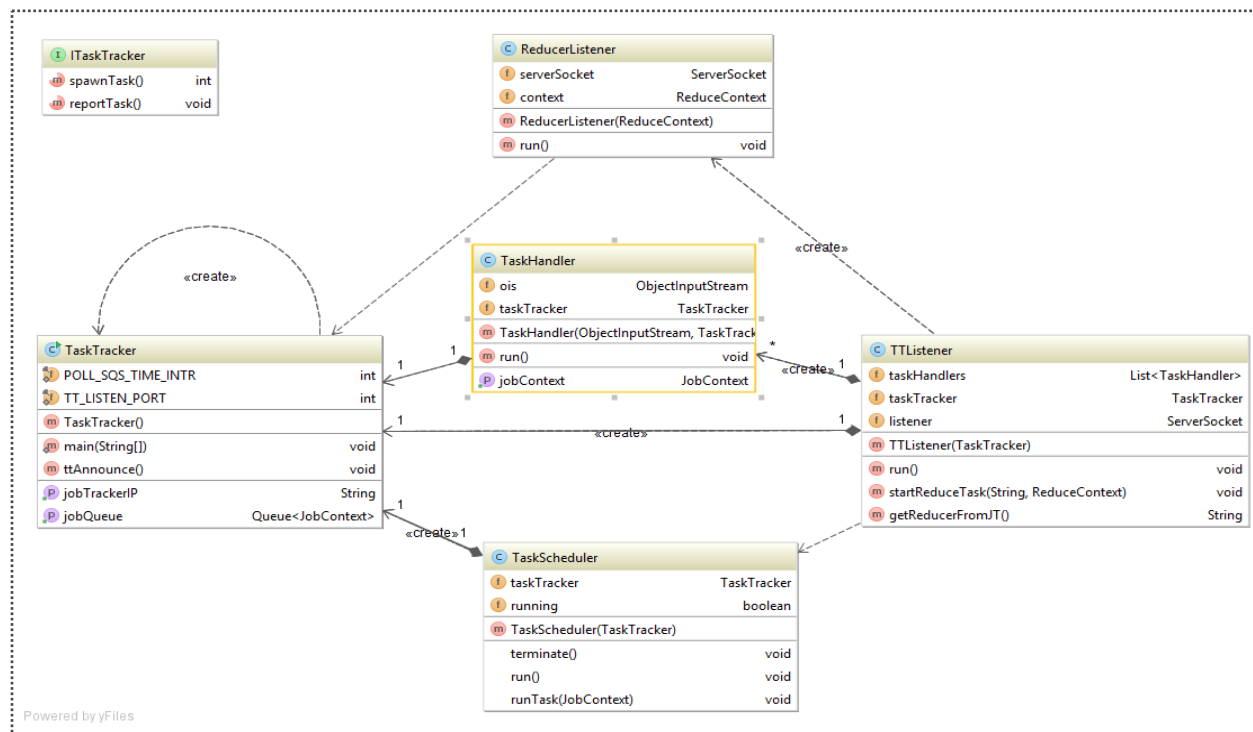 ITaskTracker
spawnTask() int
reportTask() void
ReducerListener
serverSocket ServerSocket
context ReduceContext
ReducerListener(ReduceContext)
run() void
«create»
«create»
TaskHandler
ois ObjectInputStream
taskTracker TaskTracker
TaskHandler(ObjectInputStream, TaskTrack
run() void
jobContext JobContext
1
1
*
1
«create»
TaskTracker
POLL_SQS_TIME_INTR int
TT_LISTEN_PORT int
TaskTracker()
main(String[]) void
ttAnnounce() void
jobTrackerIP String
jobQueue Queue<JobContext>
1
1
«create»
TTListener
taskHandlers List<TaskHandler>
taskTracker TaskTracker
listener ServerSocket
TTListener(TaskTracker)
run() void
startReduceTask(String, ReduceContext) void
getReducerFromJT() String
1
«create» 1
TaskScheduler
taskTracker TaskTracker
running boolean
TaskScheduler(TaskTracker)
terminate() void
run() void
runTask(JobContext) void
Powered by yFiles